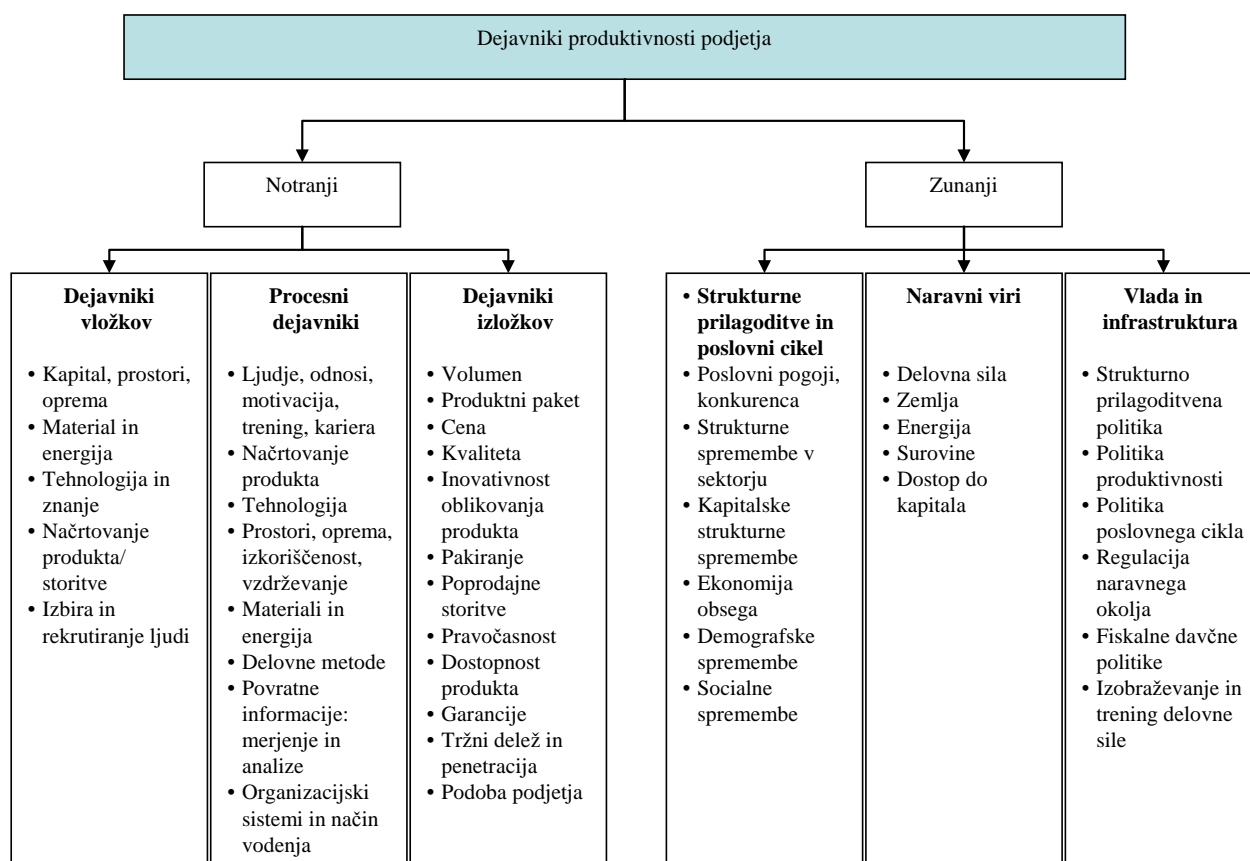 Dejavniki produktivnosti podjetja
Notranji
Zunanji
Dejavniki
vložkov
• Kapital, prostori,
oprema
• Material in
energija
• Tehnologija in
znanje
• Načrtovanje
produkta/
storitve
• Izbira in
rekrutiranje ljudi
Procesni
dejavniki
• Ljudje, odnosi,
motivacija,
trening, kariera
• Načrtovanje
produkta
• Tehnologija
• Prostori, oprema,
izkoriščenost,
vzdrževanje
• Materiali in
energija
• Delovne metode
• Povratne
informacije:
merjenje in
analize
• Organizacijski
sistemi in način
vodenja
Dejavniki
izložkov
• Volumen
• Produktni paket
• Cena
• Kvaliteta
• Inovativnost
oblikovanja
produkta
• Pakiranje
• Poprodajne
storitve
• Pravočasnost
• Dostopnost
produkta
• Garancije
• Tržni delež in
penetracija
• Podoba podjetja
• Strukturne
prilagoditve in
poslovni cikel
• Poslovni pogoji,
konkurenca
• Strukturne
spremembe v
sektorju
• Kapitalske
strukturne
spremembe
• Ekonomija
obsega
• Demografske
spremembe
• Socialne
spremembe
Naravni viri
• Delovna sila
• Zemlja
• Energija
• Surovine
• Dostop do
kapitala
Vlada in
infrastruktura
• Strukturno
prilagoditvena
politika
• Politika
produktivnosti
• Politika
poslovnega cikla
• Regulacija
naravnega
okolja
• Fiskalne davčne
politike
• Izobraževanje in
trening delovne
sile